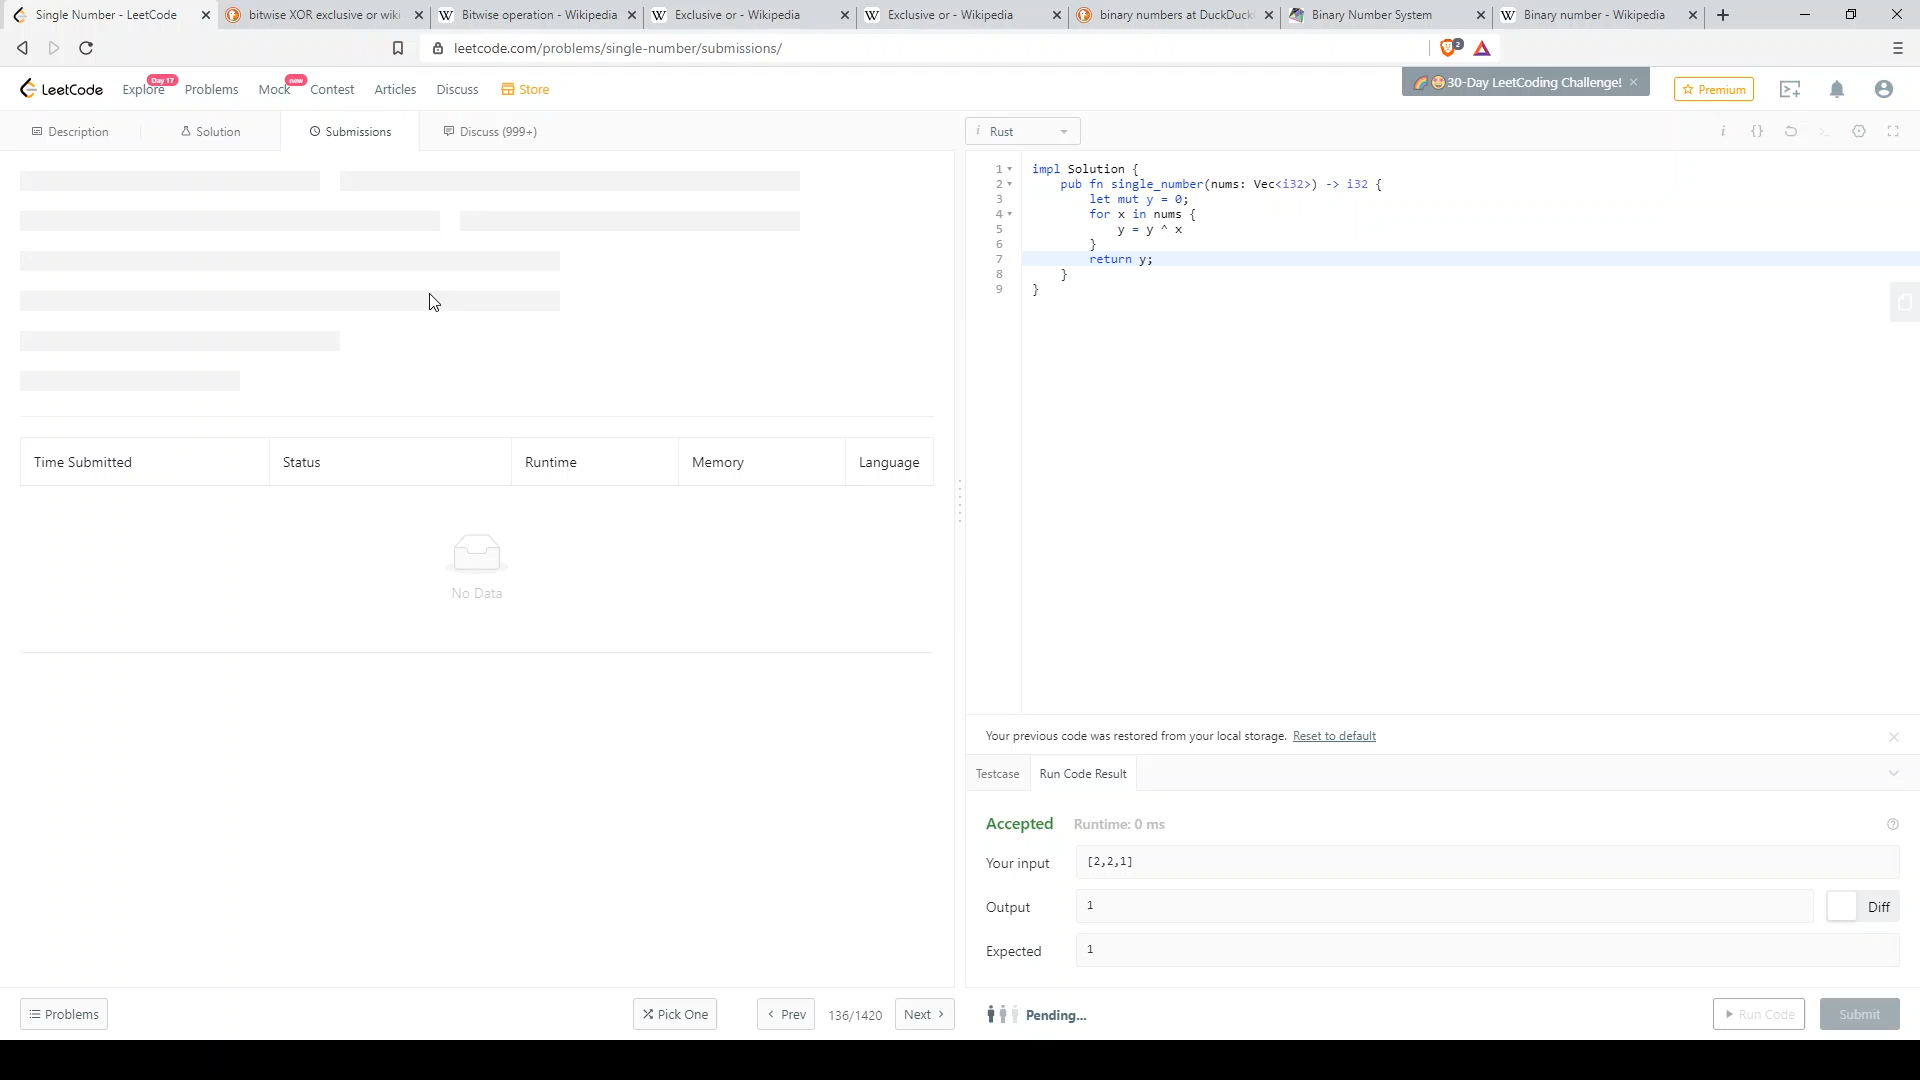 Single Number - LeetCode
bitwise XOR exclusive or wiki
Bitwise operation - Wikipedia
Exclusive or - Wikipedia
Exclusive or - Wikipedia
binary numbers at DuckDuck
Binary Number System
Binary number - Wikipedia
leetcode.com/problems/single-number/submissions/
2
LeetCode
Explore
Day 17
Problems
Mock
new
Contest
Articles
Discuss
Store
30-Day LeetCoding Challenge!
Premium
Description
Solution
Submissions
Discuss (999+)
i Rust
i {}
1 impl Solution {
2 pub fn single_number(nums: Vec<i32>) -> i32 {
3 let mut y = 0;
4 for x in nums {
5 y = y ^ x
6 }
7 return y;
8 }
9 }
Time Submitted Status Runtime Memory Language
No Data
Your previous code was restored from your local storage. Reset to default
Testcase Run Code Result
Accepted Runtime: 0 ms
Your input [2,2,1]
Output 1 Diff
Expected 1
Problems
Pick One
Prev
136/1420
Next
Pending...
Run Code
Submit